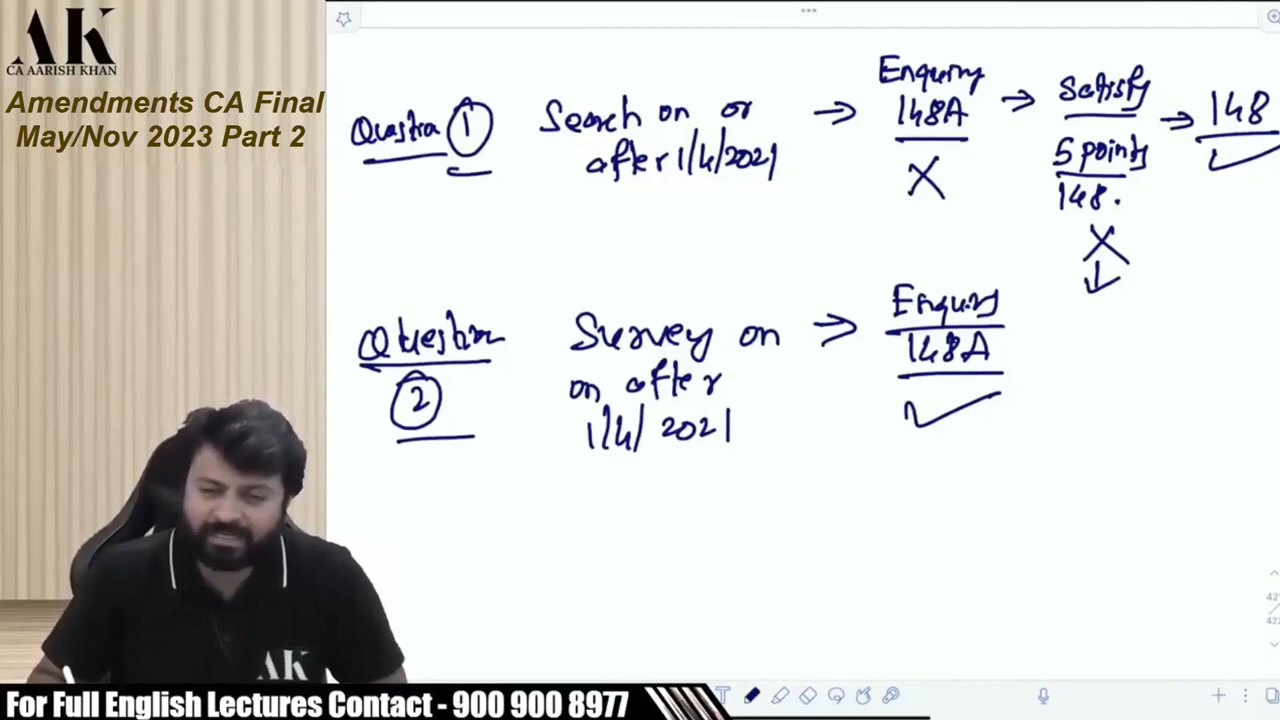 AK
CA AARISH KHAN
Amendments CA Final
May/Nov 2023 Part 2
Question 1
Search on or
after 1/4/2021
→ Enquiry
148A
X
→ Satisfy
5 points
148.
X
→ 148
Question
2
Survey on
on after
1/4/2021
→ Enquiry
148A
AK
For Full English Lectures Contact - 900 900 8977